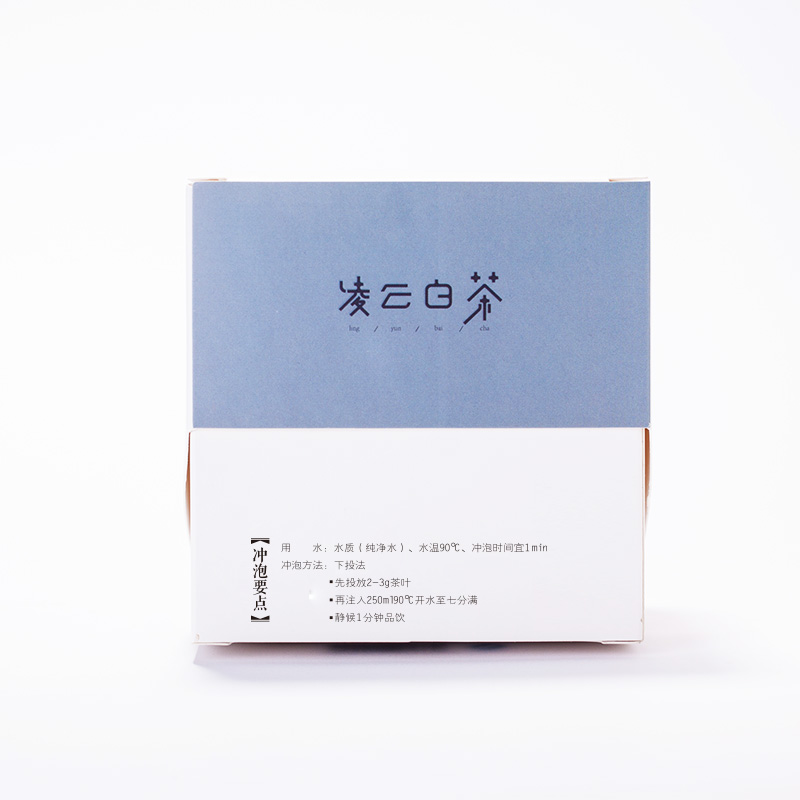 凌云白茶
ling / yun / bai / cha
【冲泡要点】
用 水：水质（纯净水）、水温90℃、冲泡时间宜1min
冲泡方法：下投法
▪先投放2-3g茶叶
▪再注入250ml90℃开水至七分满
▪静候1分钟品饮